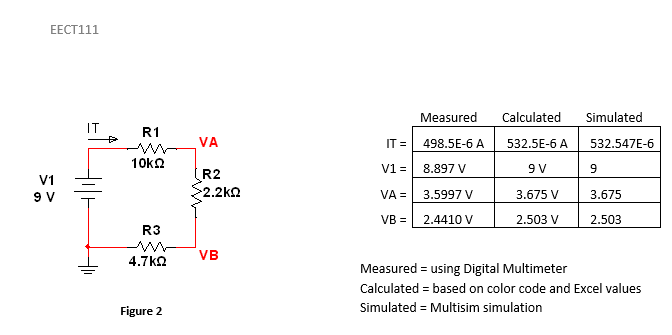 EECT111
IT
R1
VA
10kΩ
V1
9 V
R2
2.2kΩ
R3
4.7kΩ
VB
Figure 2
Measured Calculated Simulated
IT = 498.5E-6 A 532.5E-6 A 532.547E-6
V1 = 8.897 V 9 V 9
VA = 3.5997 V 3.675 V 3.675
VB = 2.4410 V 2.503 V 2.503
Measured = using Digital Multimeter
Calculated = based on color code and Excel values
Simulated = Multisim simulation